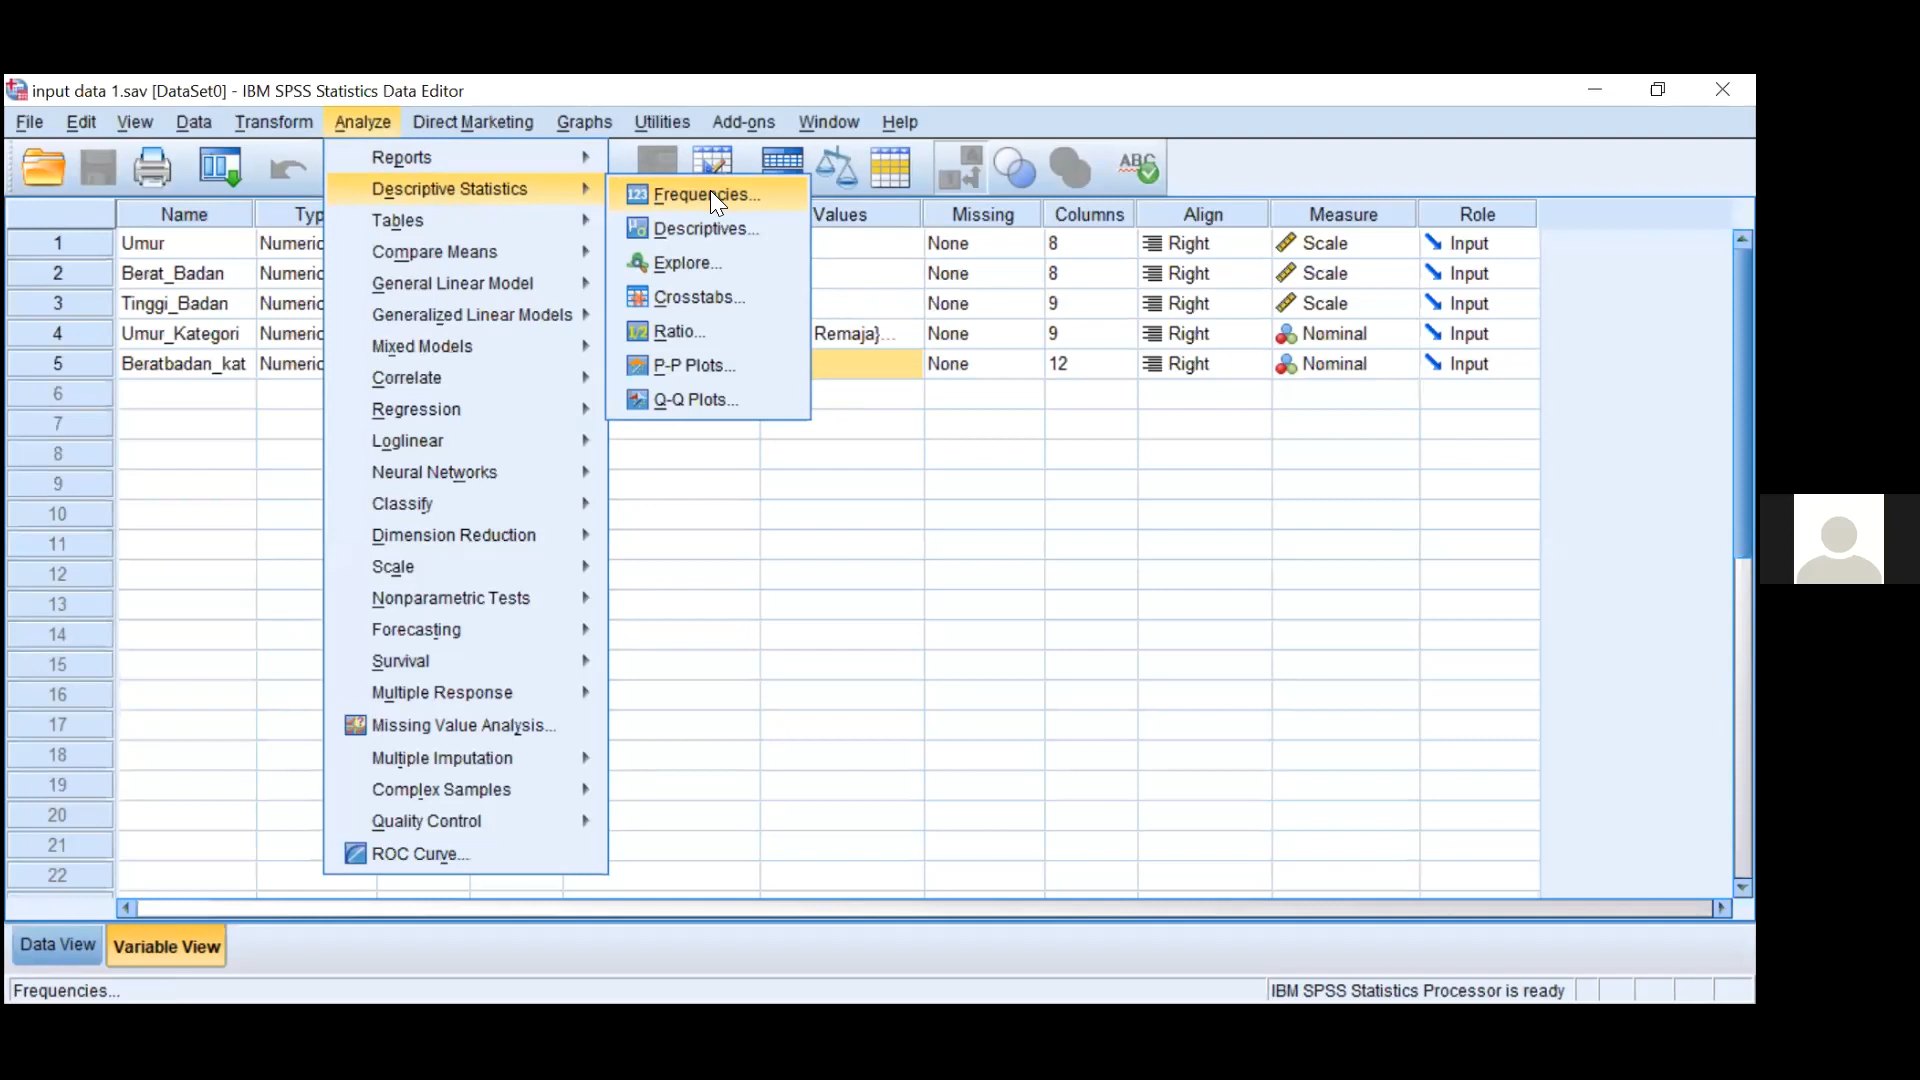 input data 1.sav [DataSet0] - IBM SPSS Statistics Data Editor
File Edit View Data Transform Analyze Direct Marketing Graphs Utilities Add-ons Window Help
Reports
Descriptive Statistics
Tables
Compare Means
General Linear Model
Generalized Linear Models
Mixed Models
Correlate
Regression
Loglinear
Neural Networks
Classify
Dimension Reduction
Scale
Nonparametric Tests
Forecasting
Survival
Multiple Response
Missing Value Analysis...
Multiple Imputation
Complex Samples
Quality Control
ROC Curve...
123 Frequencies...
Descriptives...
Explore...
Crosstabs...
1/2 Ratio...
P-P Plots...
Q-Q Plots...
ABC
Name Typ Values Missing Columns Align Measure Role
1 Umur Numeric None 8 Right Scale Input
2 Berat_Badan Numeric None 8 Right Scale Input
3 Tinggi_Badan Numeric None 9 Right Scale Input
4 Umur_Kategori Numeric Remaja}... None 9 Right Nominal Input
5 Beratbadan_kat Numeric None 12 Right Nominal Input
6
7
8
9
10
11
12
13
14
15
16
17
18
19
20
21
22
Data View Variable View
Frequencies... IBM SPSS Statistics Processor is ready